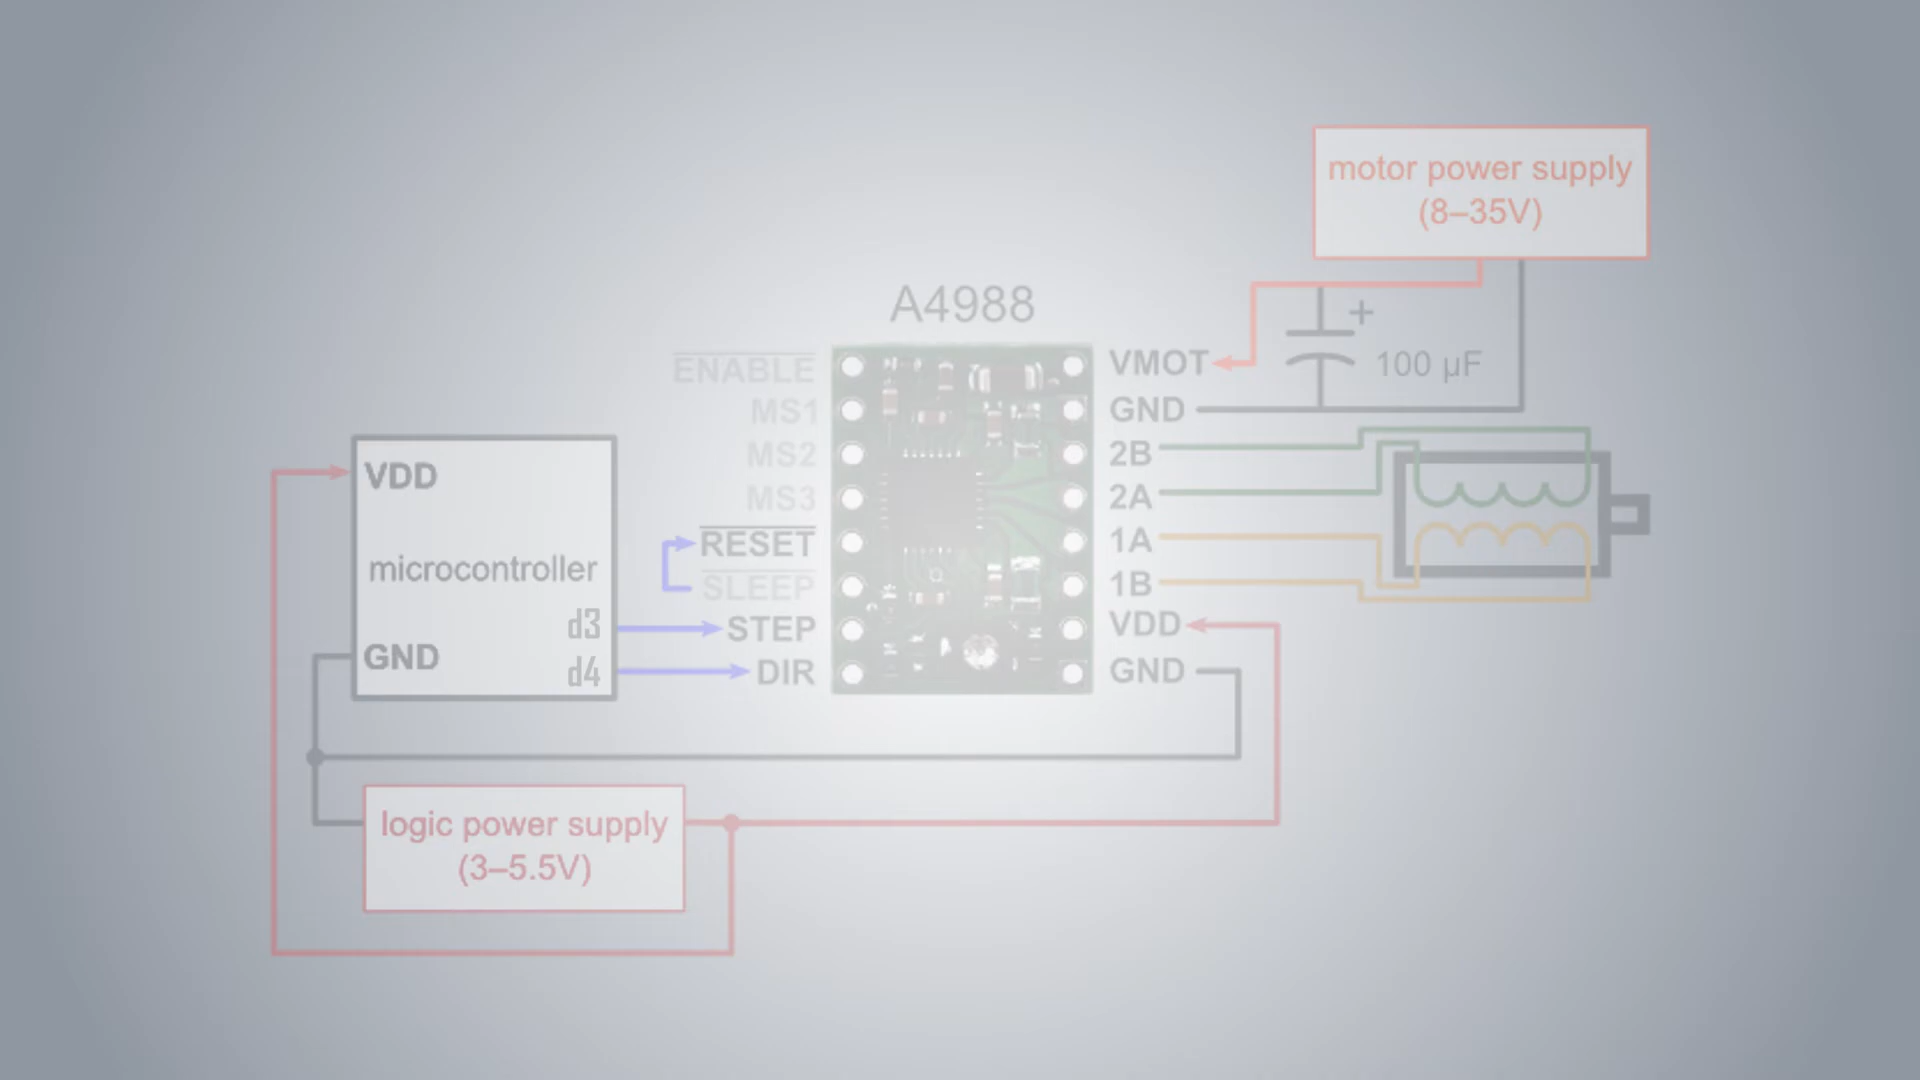 motor power supply
(8–35V)
A4988
ENABLE
MS1
MS2
MS3
RESET
SLEEP
STEP
DIR
VMOT
GND
2B
2A
1A
1B
VDD
GND
+
100 µF
VDD
microcontroller
d3
GND
d4
logic power supply
(3–5.5V)